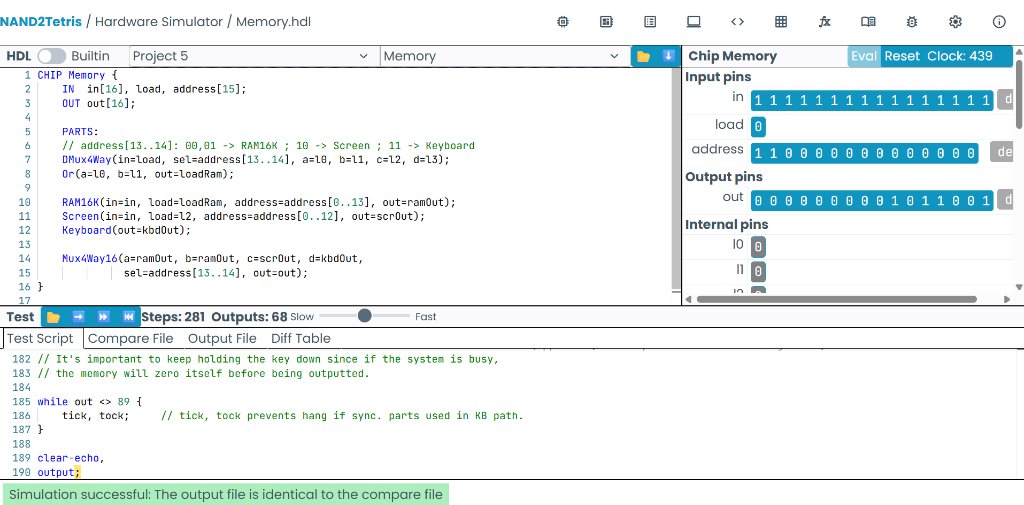 NAND2Tetris / Hardware Simulator / Memory.hdl
HDL Builtin Project 5 Memory
1 CHIP Memory {
2 IN in[16], load, address[15];
3 OUT out[16];
4
5 PARTS:
6 // address[13..14]: 00,01 -> RAM16K ; 10 -> Screen ; 11 -> Keyboard
7 DMux4Way(in=load, sel=address[13..14], a=l0, b=l1, c=l2, d=l3);
8 Or(a=l0, b=l1, out=loadRam);
9
10 RAM16K(in=in, load=loadRam, address=address[0..13], out=ramOut);
11 Screen(in=in, load=l2, address=address[0..12], out=scrOut);
12 Keyboard(out=kbdOut);
13
14 Mux4Way16(a=ramOut, b=ramOut, c=scrOut, d=kbdOut,
15 sel=address[13..14], out=out);
16 }
17
Chip Memory Eval Reset Clock: 439
Input pins
in 1 1 1 1 1 1 1 1 1 1 1 1 1 1 1 1 d
load 0
address 1 1 0 0 0 0 0 0 0 0 0 0 0 0 0 de
Output pins
out 0 0 0 0 0 0 0 0 0 1 0 1 1 0 0 1 d
Internal pins
l0 0
l1 0
Test Steps: 281 Outputs: 68 Slow Fast
Test Script Compare File Output File Diff Table
182 // It's important to keep holding the key down since if the system is busy,
183 // the memory will zero itself before being outputted.
184
185 while out <> 89 {
186 tick, tock; // tick, tock prevents hang if sync. parts used in KB path.
187 }
188
189 clear-echo,
190 output;
Simulation successful: The output file is identical to the compare file